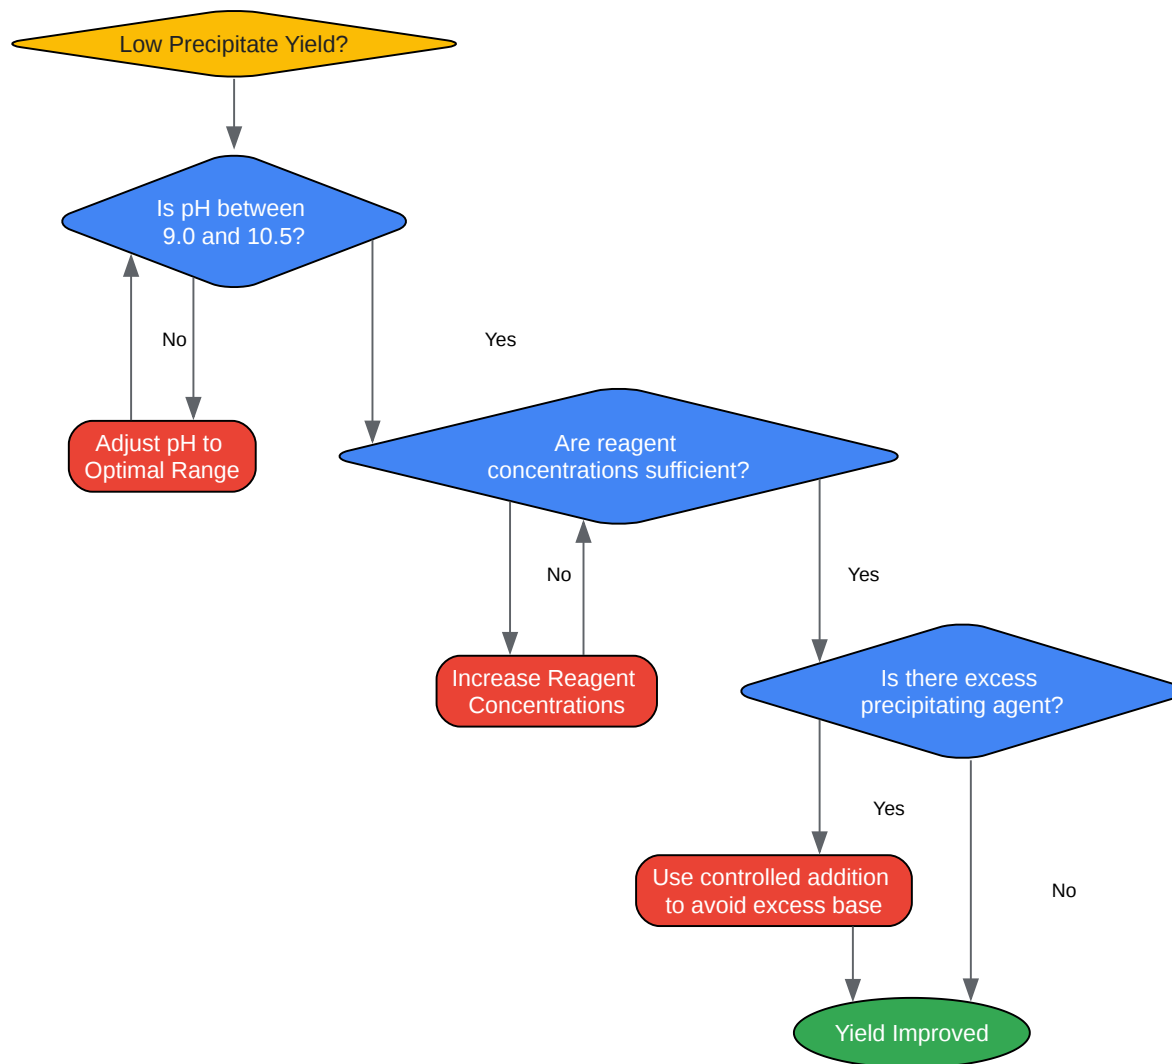 Low Precipitate Yield?
Is pH between
9.0 and 10.5?
No
Yes
Adjust pH to
Optimal Range
Are reagent
concentrations sufficient?
No
Yes
Increase Reagent
Concentrations
Is there excess
precipitating agent?
Yes
No
Use controlled addition
to avoid excess base
Yield Improved